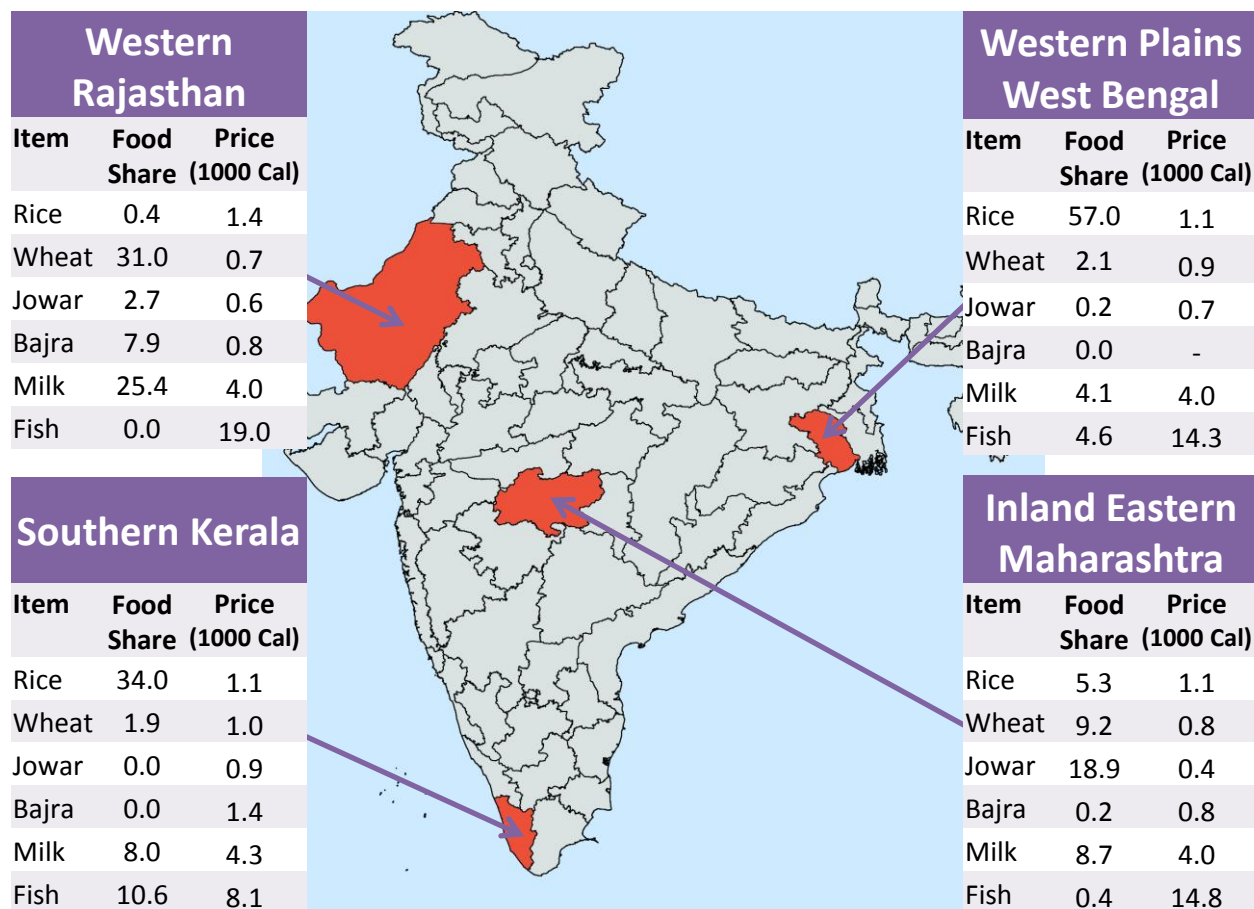 Western
Rajasthan
Item Food Price
Share (1000 Cal)
Rice 0.4 1.4
Wheat 31.0 0.7
Jowar 2.7 0.6
Bajra 7.9 0.8
Milk 25.4 4.0
Fish 0.0 19.0
Western Plains
West Bengal
Item Food Price
Share (1000 Cal)
Rice 57.0 1.1
Wheat 2.1 0.9
Jowar 0.2 0.7
Bajra 0.0 -
Milk 4.1 4.0
Fish 4.6 14.3
Southern Kerala
Item Food Price
Share (1000 Cal)
Rice 34.0 1.1
Wheat 1.9 1.0
Jowar 0.0 0.9
Bajra 0.0 1.4
Milk 8.0 4.3
Fish 10.6 8.1
Inland Eastern
Maharashtra
Item Food Price
Share (1000 Cal)
Rice 5.3 1.1
Wheat 9.2 0.8
Jowar 18.9 0.4
Bajra 0.2 0.8
Milk 8.7 4.0
Fish 0.4 14.8